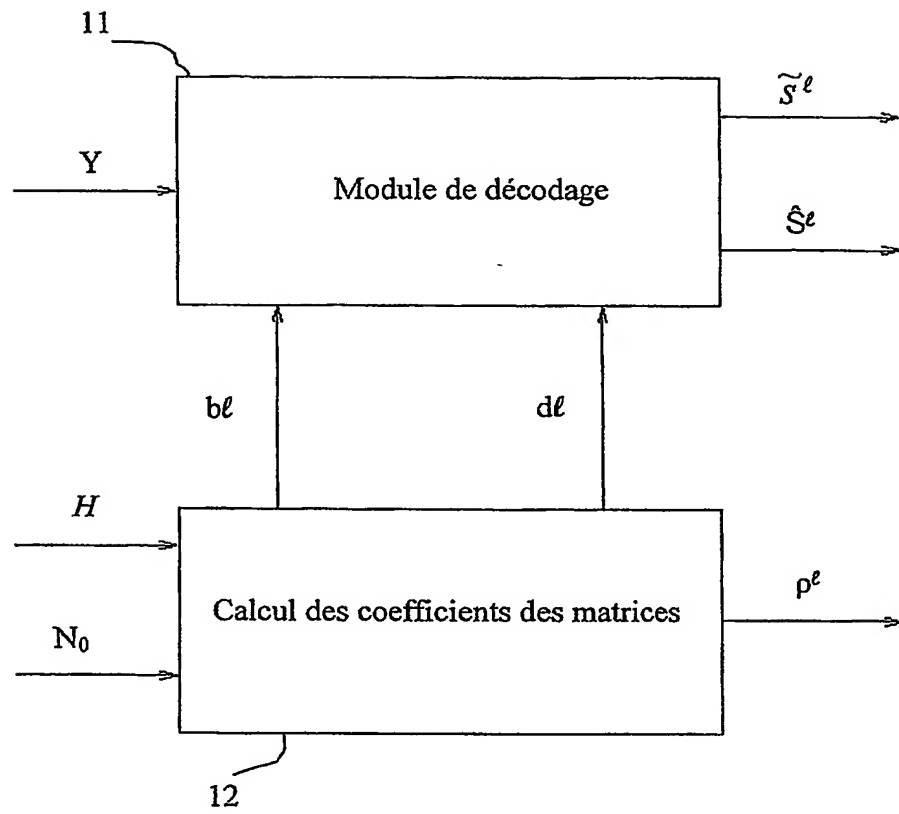 11
Y
Module de décodage
s̃ℓ
Ŝℓ
bℓ
dℓ
H
N₀
Calcul des coefficients des matrices
ρℓ
12